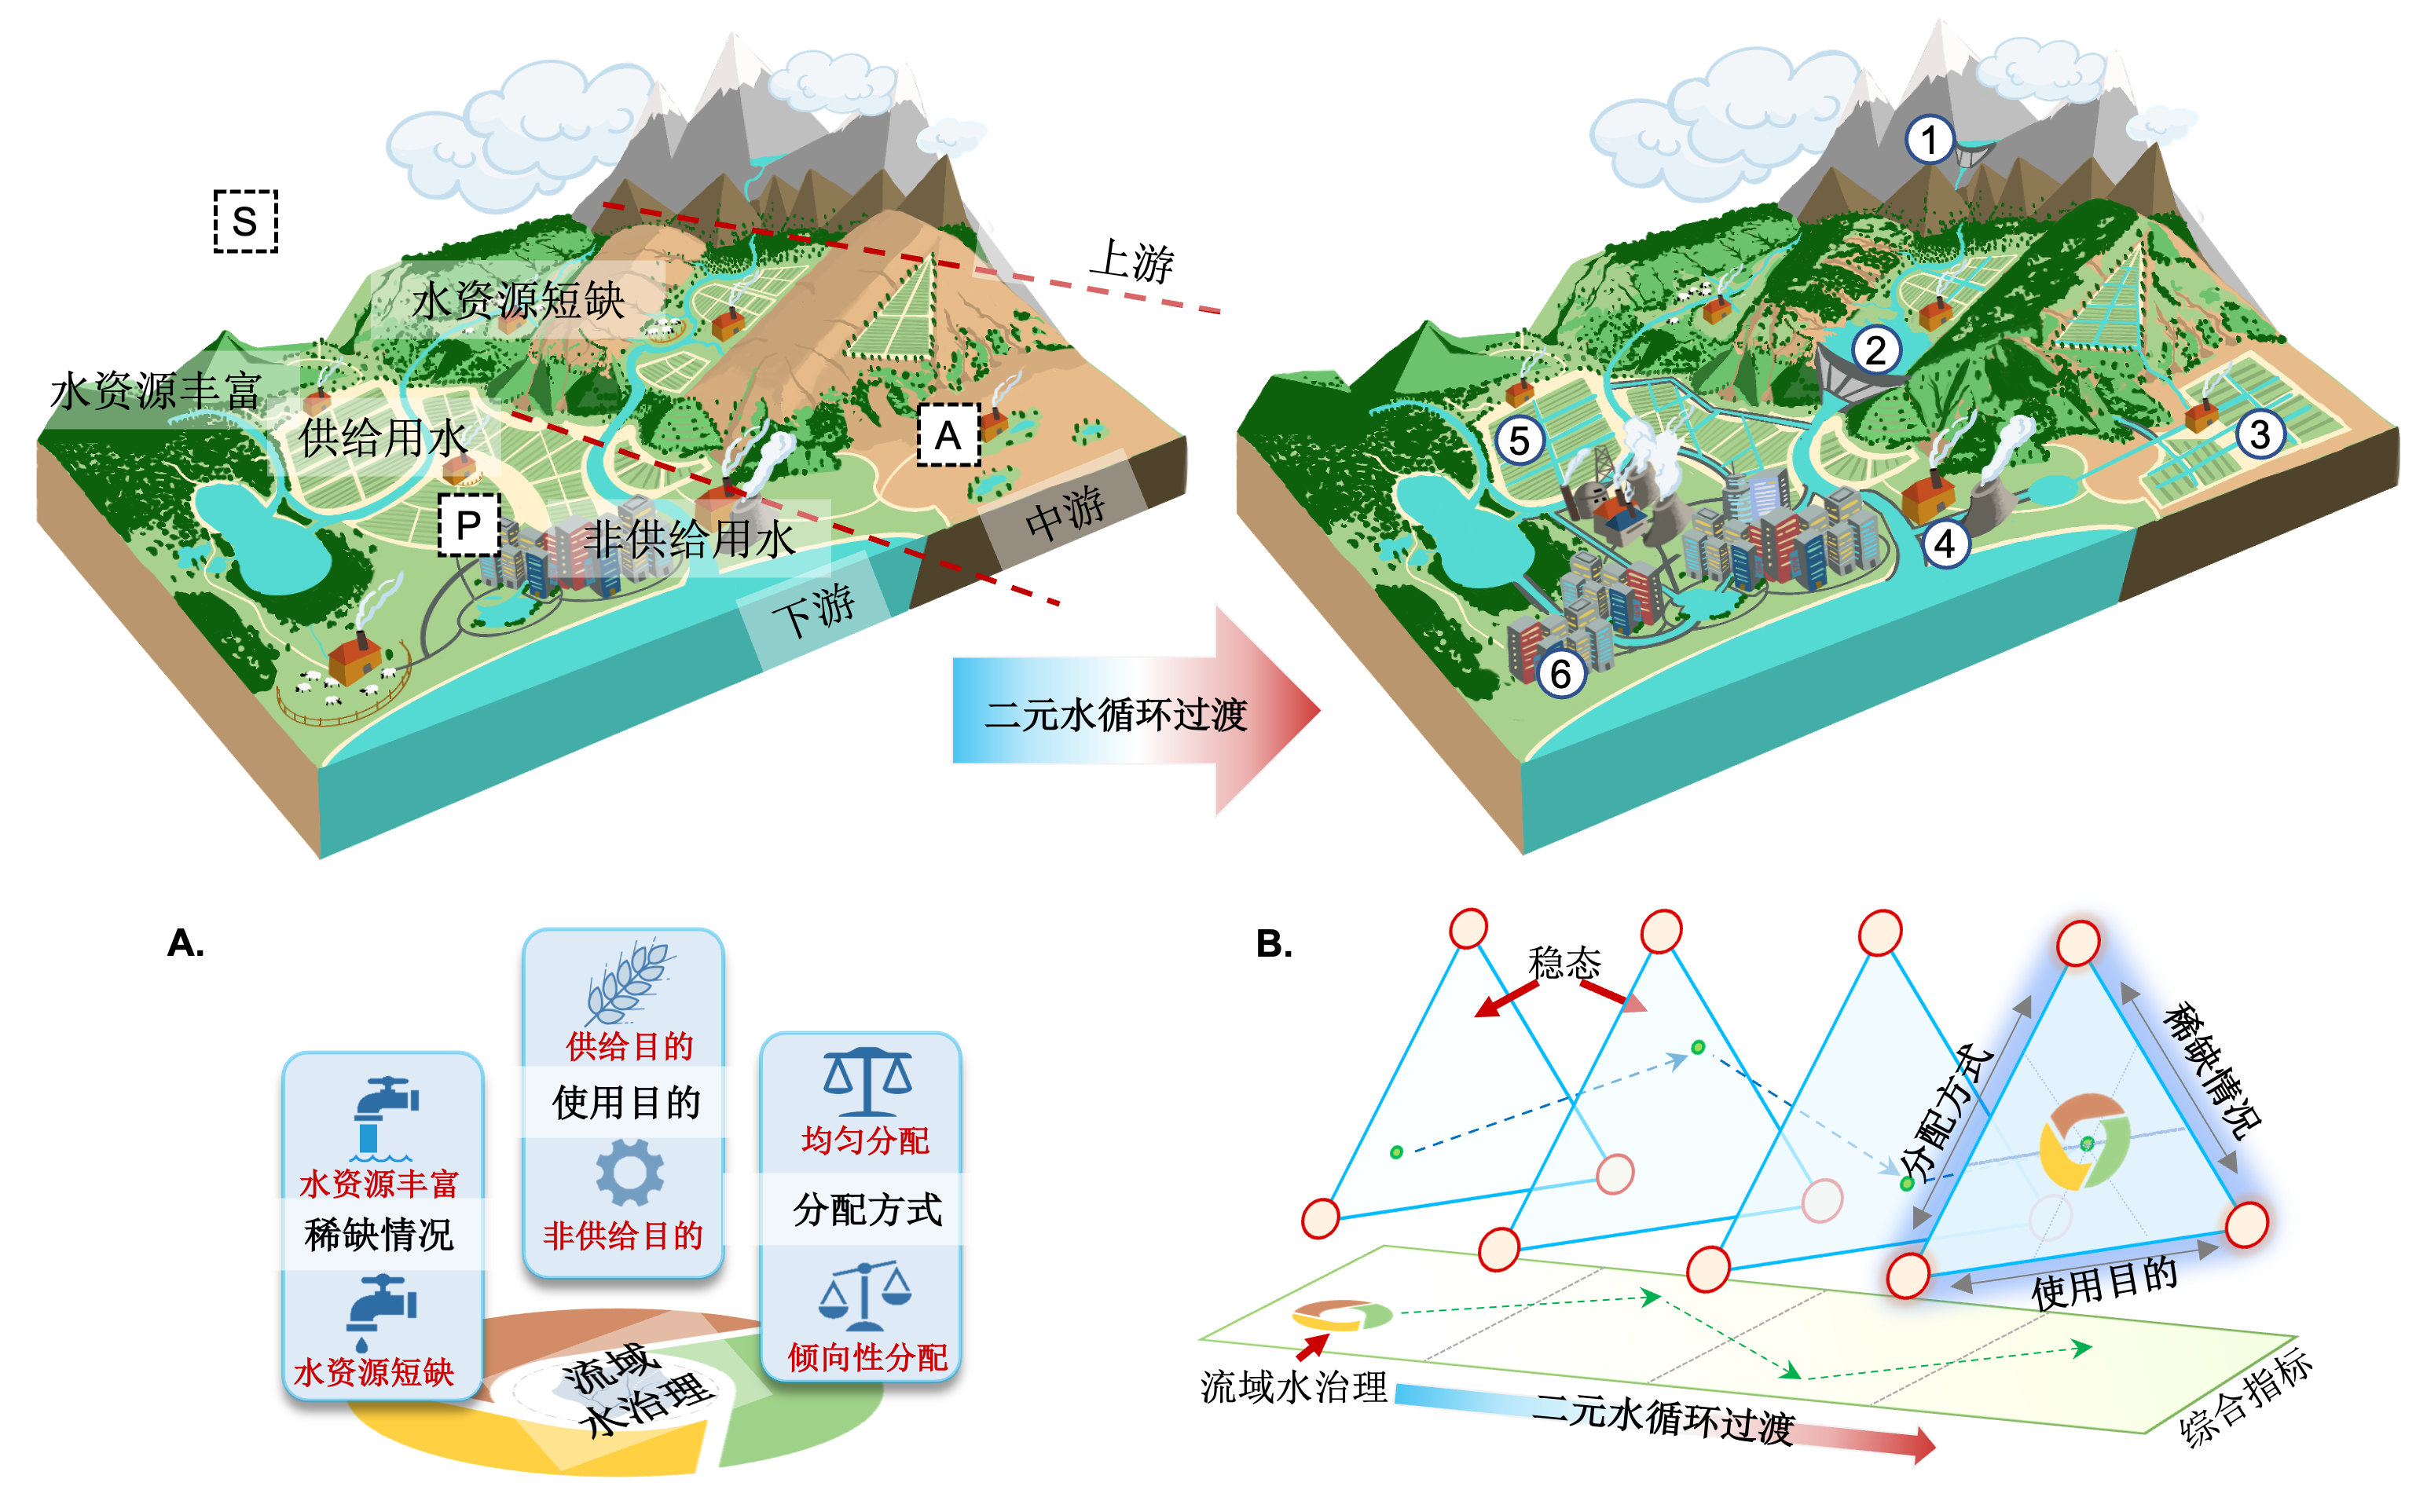 S
上游
水资源短缺
水资源丰富
供给用水
A
P
非供给用水
中游
下游
二元水循环过渡
1
2
3
4
5
6
A.
供给目的
使用目的
非供给目的
水资源丰富
稀缺情况
水资源短缺
均匀分配
分配方式
倾向性分配
流域
水治理
B.
稳态
分配方式
稀缺情况
使用目的
流域水治理
二元水循环过渡
综合指标